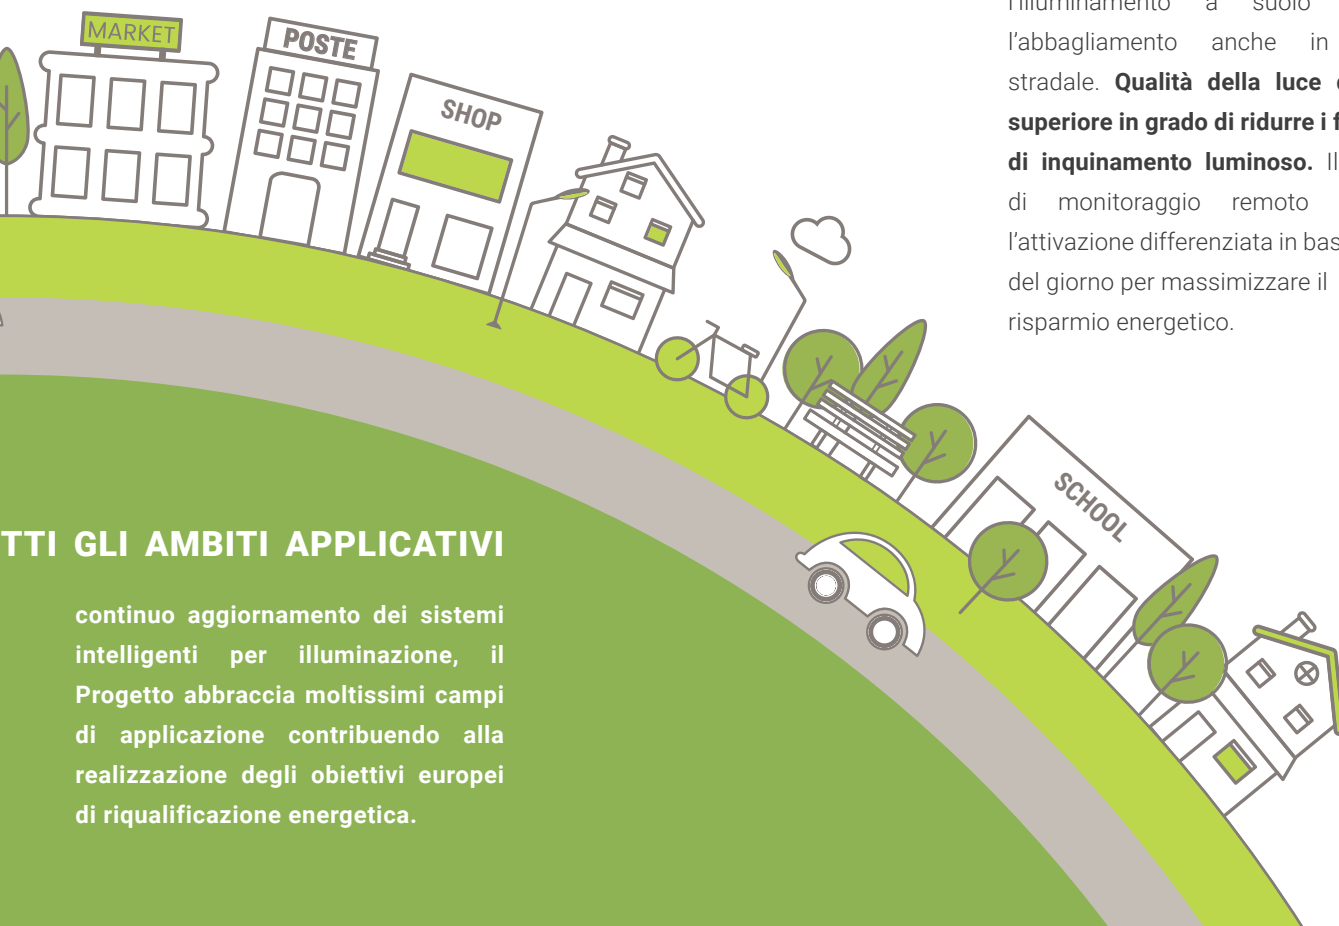 MARKET
POSTE
SHOP
SCHOOL
l'illuminamento a suolo
l'abbagliamento anche in
stradale. Qualità della luce
superiore in grado di ridurre i
di inquinamento luminoso. Il
di monitoraggio remoto
l'attivazione differenziata in
del giorno per massimizzare il
risparmio energetico.
GLI AMBITI APPLICATIVI
continuo aggiornamento dei sistemi
intelligenti per illuminazione, il
Progetto abbraccia moltissimi campi
di applicazione contribuendo alla
realizzazione degli obiettivi europei
di riqualificazione energetica.